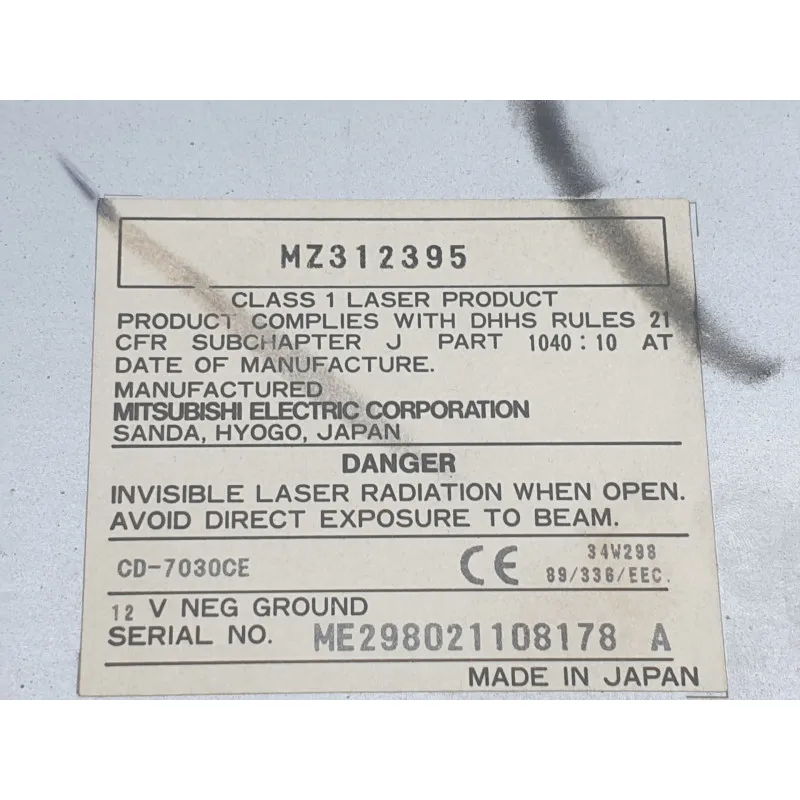 MZ312395
CLASS 1 LASER PRODUCT
PRODUCT COMPLIES WITH DHHS RULES 21
CFR SUBCHAPTER J PART 1040:10 AT
DATE OF MANUFACTURE.
MANUFACTURED
MITSUBISHI ELECTRIC CORPORATION
SANDA, HYOGO, JAPAN
DANGER
INVISIBLE LASER RADIATION WHEN OPEN.
AVOID DIRECT EXPOSURE TO BEAM.
CD-7030CE CE 34W298
89/336/EEC.
12 V NEG GROUND
SERIAL NO. ME298021108178 A
MADE IN JAPAN